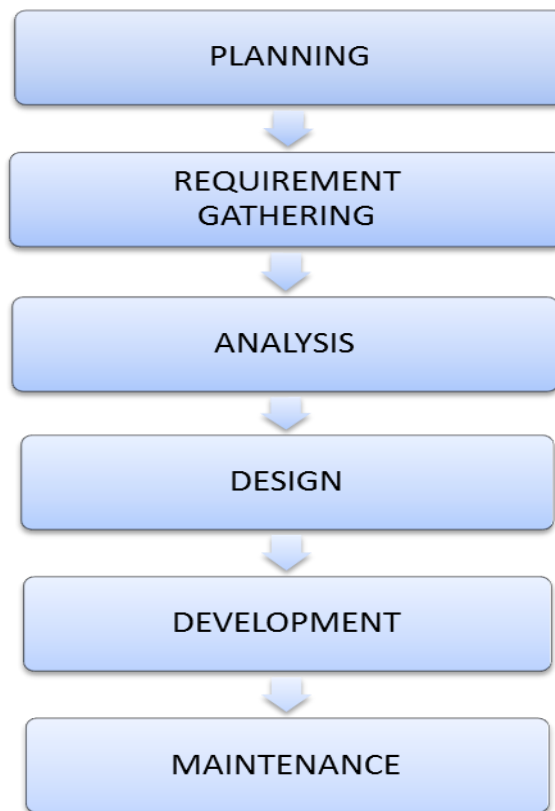 PLANNING
REQUIREMENT
GATHERING
ANALYSIS
DESIGN
DEVELOPMENT
MAINTENANCE